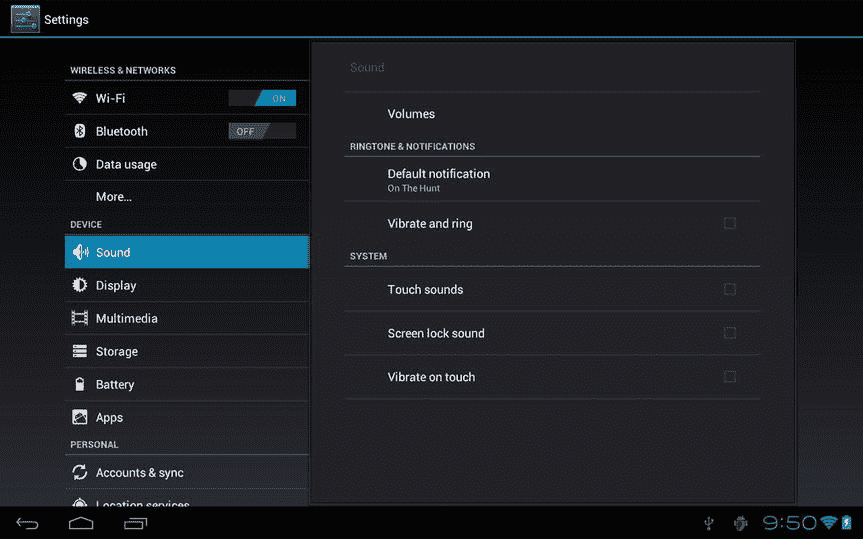 Settings
WIRELESS & NETWORKS
Wi-Fi
ON
Bluetooth
OFF
Data usage
More...
DEVICE
Sound
Display
Multimedia
Storage
Battery
Apps
PERSONAL
Accounts & sync
Location services
Sound
Volumes
RINGTONE & NOTIFICATIONS
Default notification
On The Hunt
Vibrate and ring
SYSTEM
Touch sounds
Screen lock sound
Vibrate on touch
9:50